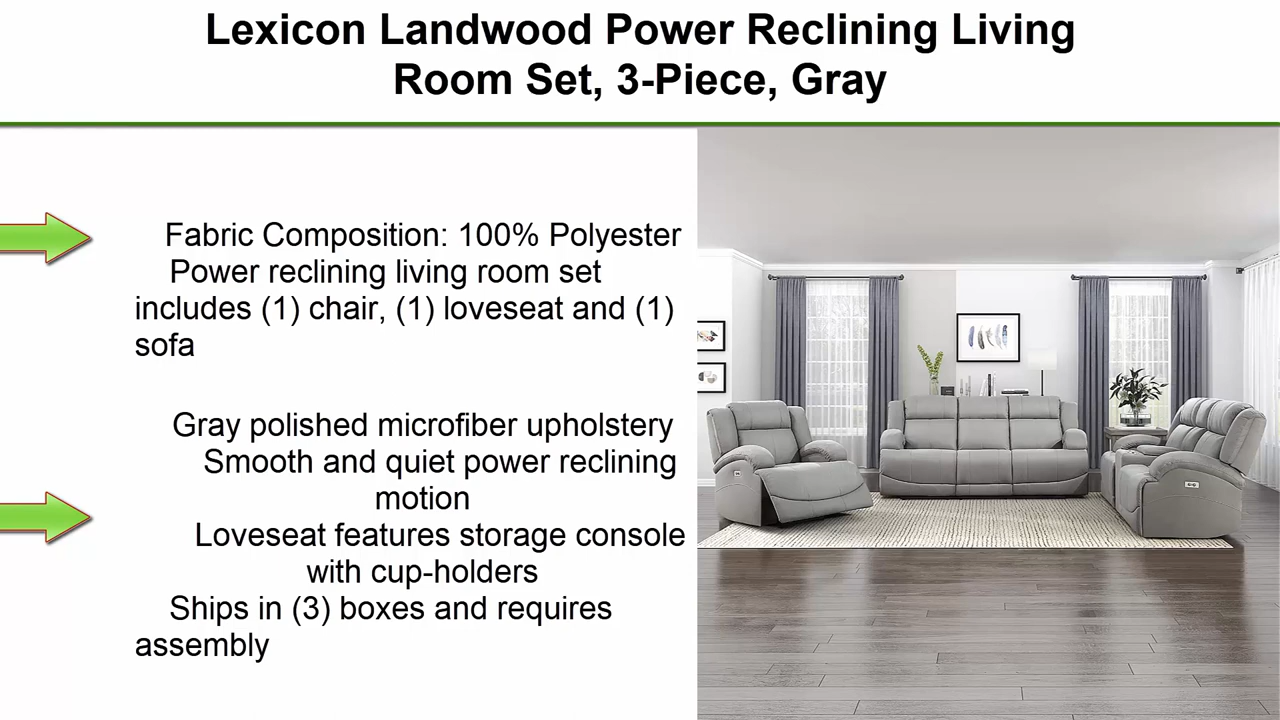 Lexicon Landwood Power Reclining Living
Room Set, 3-Piece, Gray
Fabric Composition: 100% Polyester
Power reclining living room set
includes (1) chair, (1) loveseat and (1)
sofa
Gray polished microfiber upholstery
Smooth and quiet power reclining
motion
Loveseat features storage console
with cup-holders
Ships in (3) boxes and requires
assembly